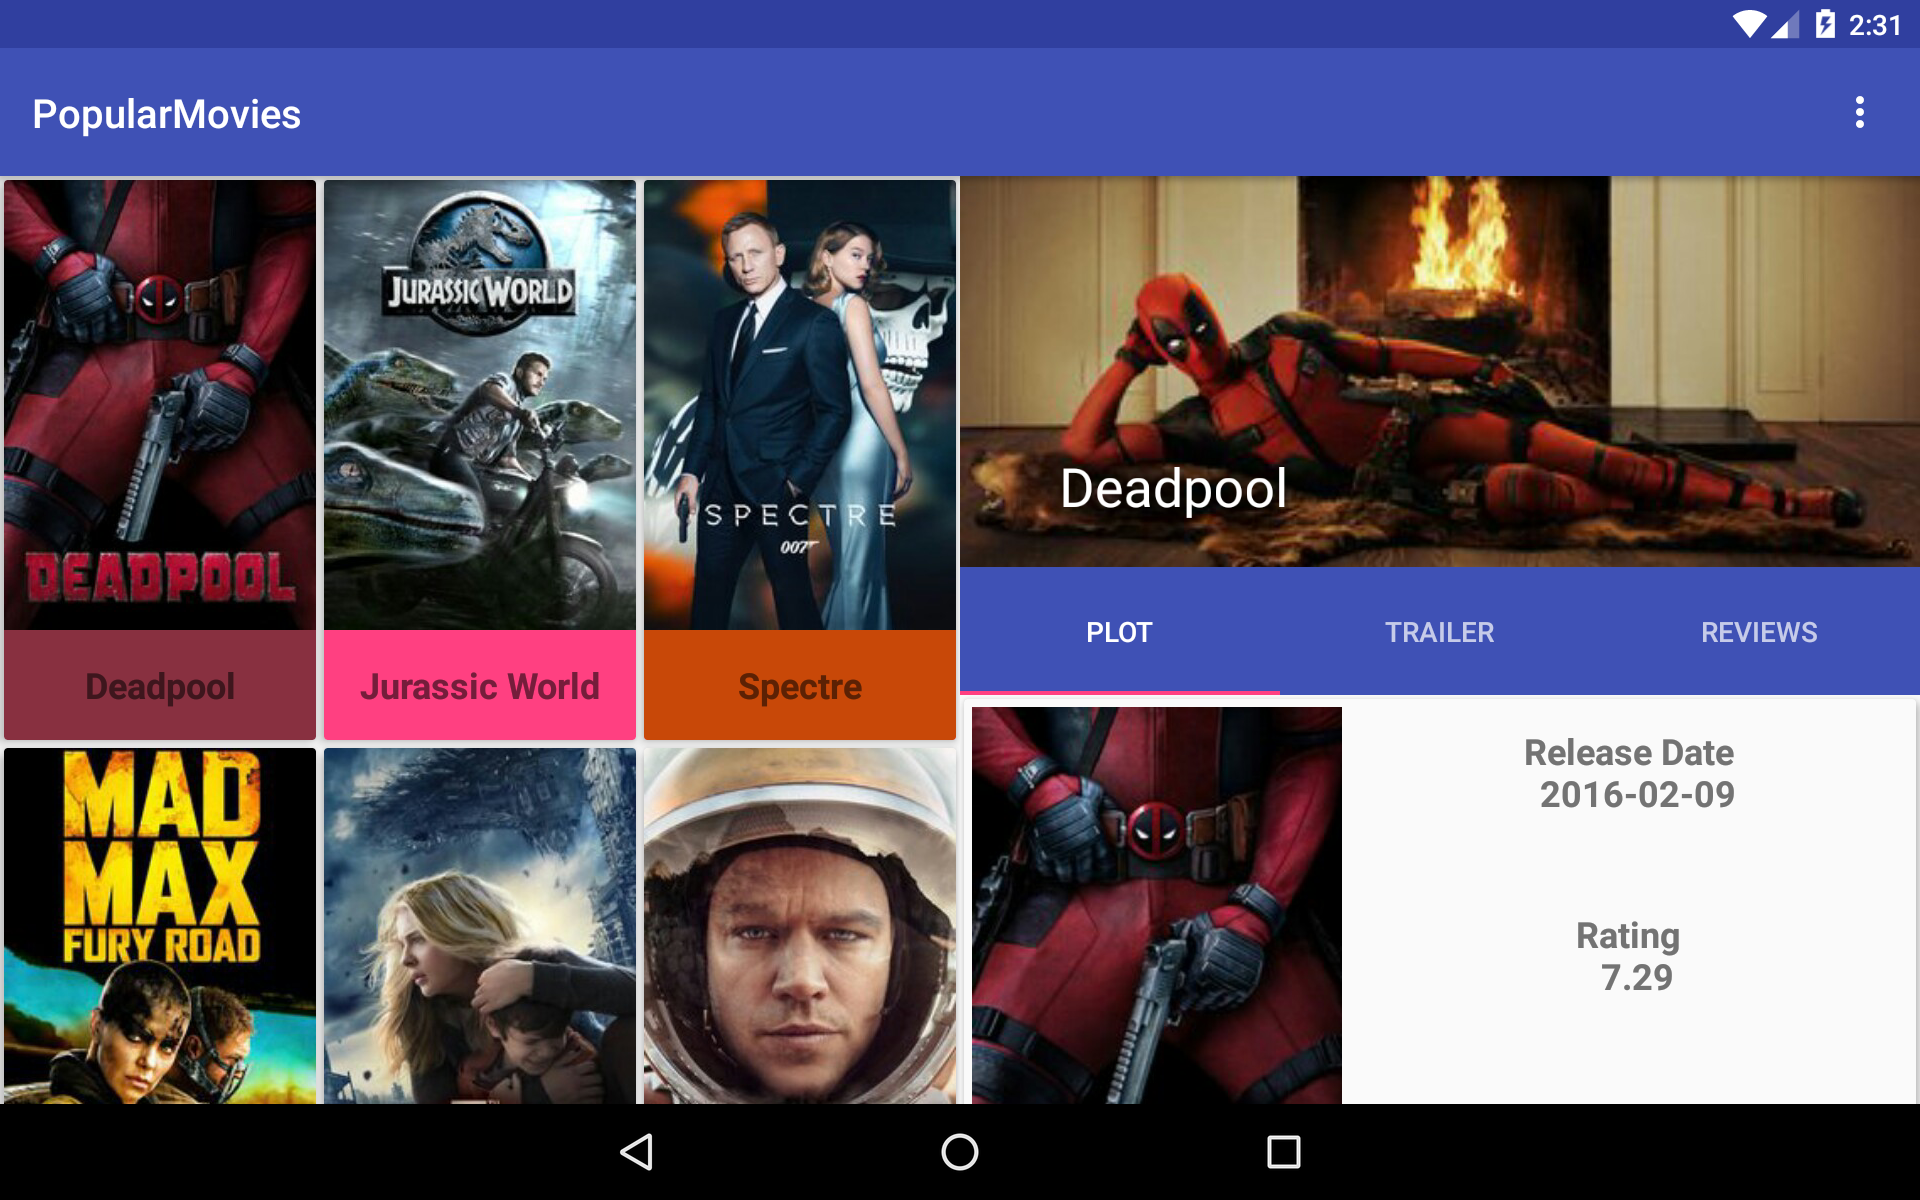 2:31
PopularMovies
JURASSIC WORLD
SPECTRE
007
DEADPOOL
Deadpool
Jurassic World
Spectre
MAD
MAX
FURY ROAD
Deadpool
PLOT
TRAILER
REVIEWS
Release Date
2016-02-09
Rating
7.29